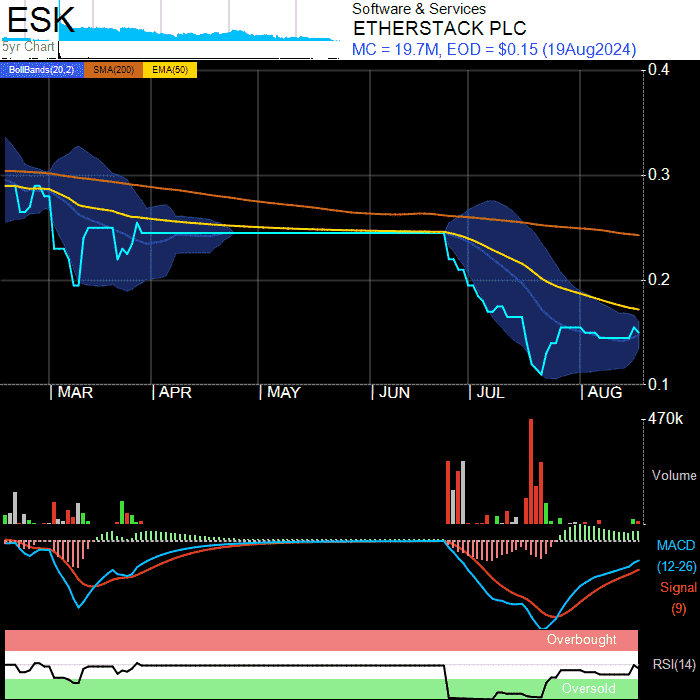 ESK
5yr Chart
Software & Services
ETHERSTACK PLC
MC = 19.7M, EOD = $0.15 (19Aug2024)
BollBands(20,2) SMA(200) EMA(50)
0.4
0.3
0.2
0.1
MAR APR MAY JUN JUL AUG
470k
Volume
MACD
(12-26)
Signal
(9)
Overbought
RSI(14)
Oversold